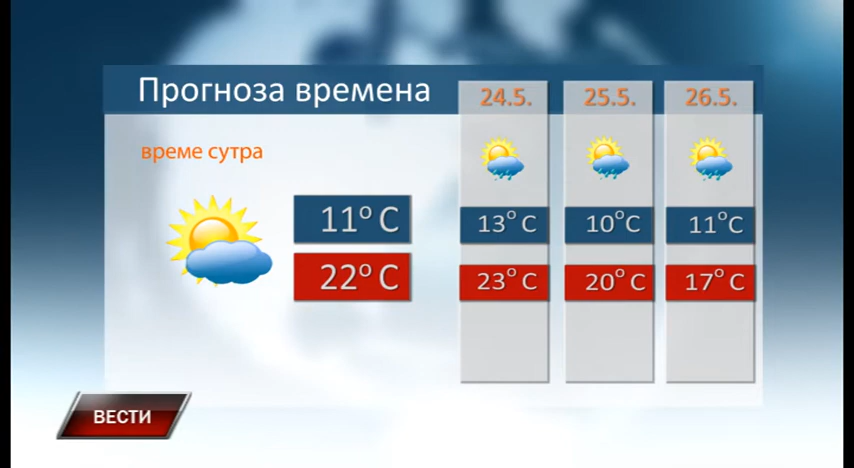 Прогноза времена
време сутра
11° C
22° C
24.5.
13° C
23° C
25.5.
10°C
20° C
26.5.
11°C
17° C
ВЕСТИ